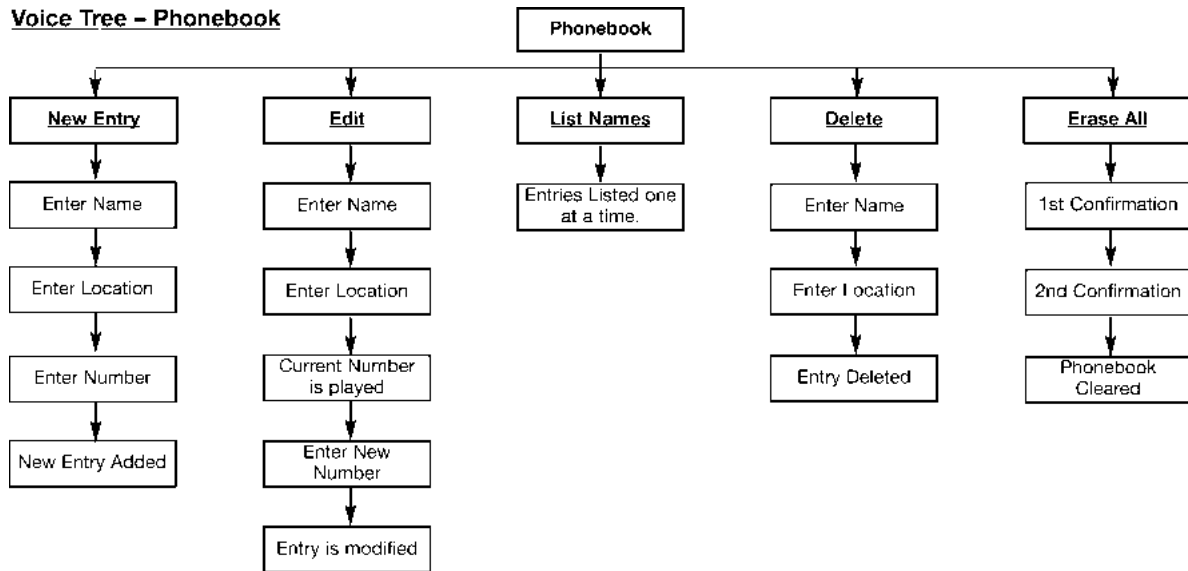 Voice Tree – Phonebook
Phonebook
New Entry
Edit
List Names
Delete
Erase All
Enter Name
Enter Name
Entries Listed one
at a time.
Enter Name
1st Confirmation
Enter Location
Enter Location
Enter Location
2nd Confirmation
Enter Number
Current Number
is played
Entry Deleted
Phonebook
Cleared
New Entry Added
Enter New
Number
Entry is modified